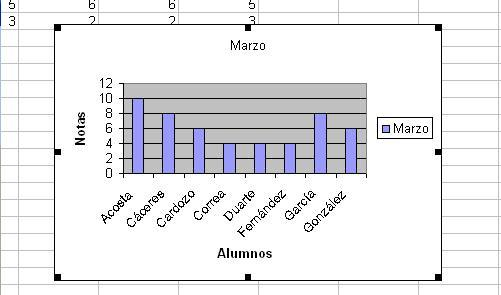 5 6 6 5
3 2 2 3
Marzo
12
10
8
6
4
2
0
Notas
Marzo
Acosta
Cáceres
Cardozo
Correa
Duarte
Fernández
García
González
Alumnos